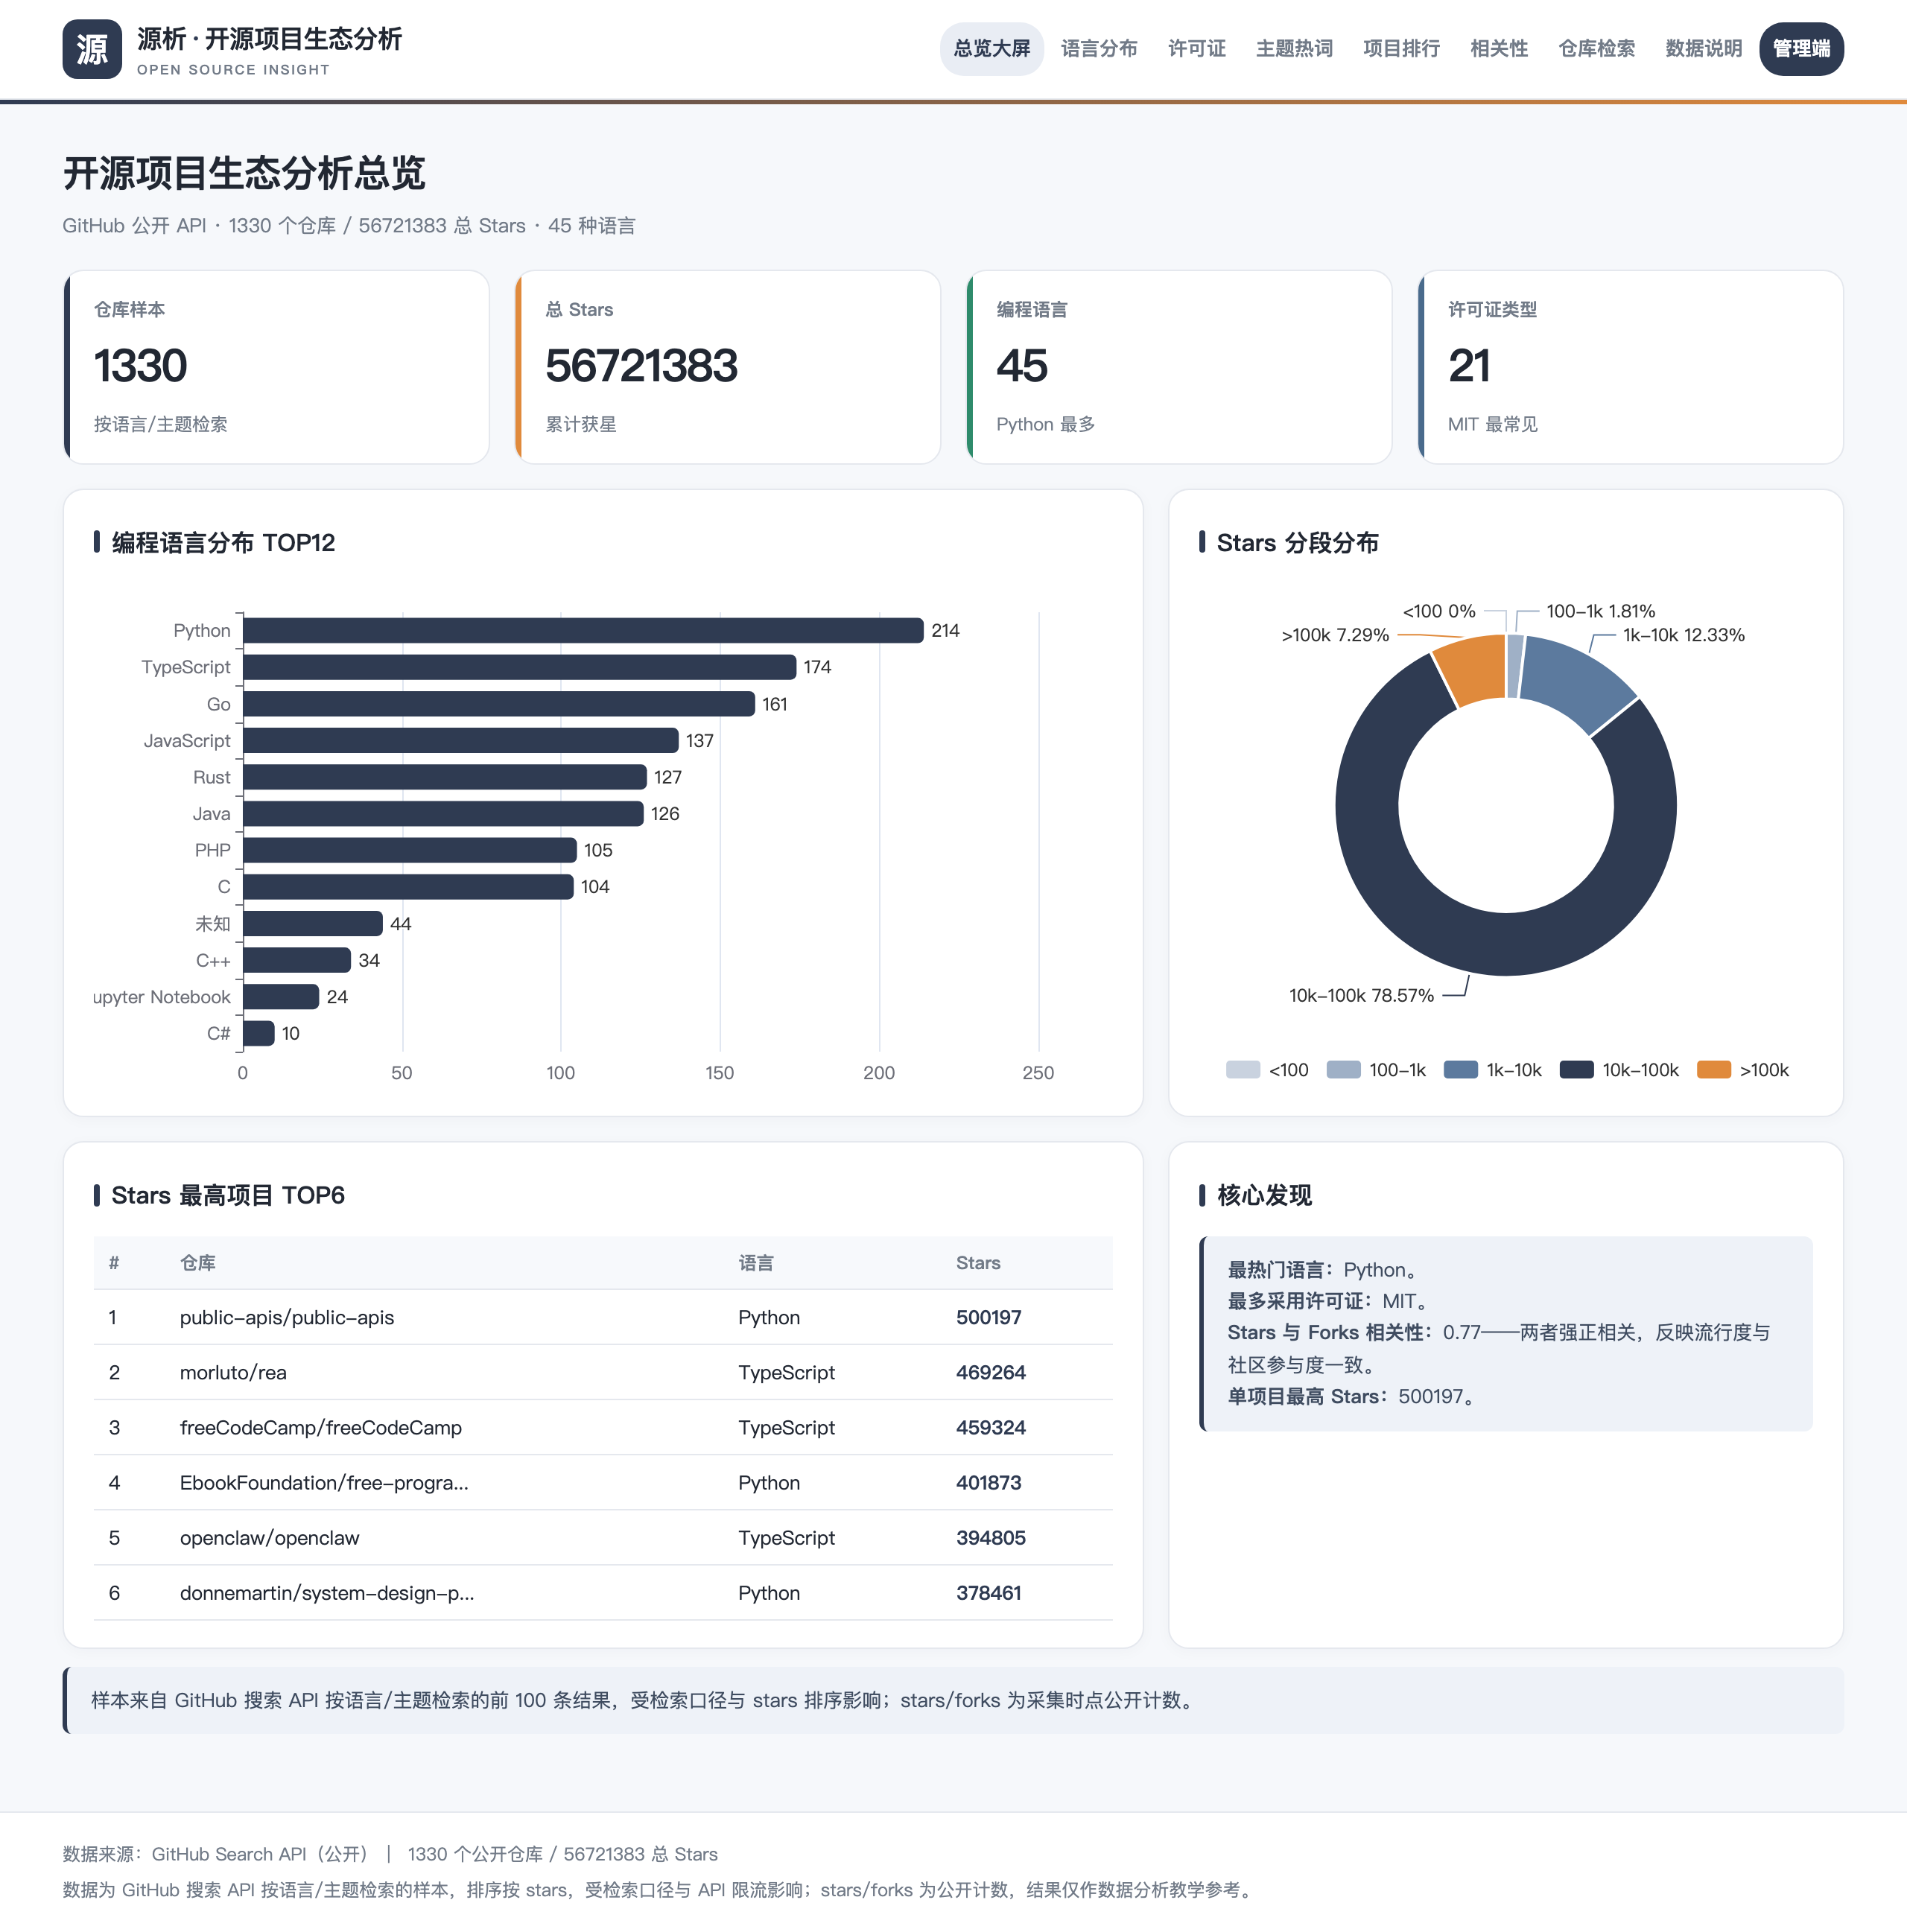 源
源析 · 开源项目生态分析
OPEN SOURCE INSIGHT
总览大屏 语言分布 许可证 主题热词 项目排行 相关性 仓库检索 数据说明 管理端
开源项目生态分析总览
GitHub 公开 API · 1330 个仓库 / 56721383 总 Stars · 45 种语言
仓库样本
1330
按语言/主题检索
总 Stars
56721383
累计获星
编程语言
45
Python 最多
许可证类型
21
MIT 最常见
编程语言分布 TOP12
Python 214
TypeScript 174
Go 161
JavaScript 137
Rust 127
Java 126
PHP 105
C 104
未知 44
C++ 34
upyter Notebook 24
C# 10
0 50 100 150 200 250
Stars 分段分布
<100 0% 100–1k 1.81%
>100k 7.29% 1k–10k 12.33%
10k–100k 78.57%
<100 100–1k 1k–10k 10k–100k >100k
Stars 最高项目 TOP6
# 仓库 语言 Stars
1 public–apis/public–apis Python 500197
2 morluto/rea TypeScript 469264
3 freeCodeCamp/freeCodeCamp TypeScript 459324
4 EbookFoundation/free–progra... Python 401873
5 openclaw/openclaw TypeScript 394805
6 donnemartin/system–design–p... Python 378461
核心发现
最热门语言：Python。
最多采用许可证：MIT。
Stars 与 Forks 相关性：0.77——两者强正相关，反映流行度与
社区参与度一致。
单项目最高 Stars：500197。
样本来自 GitHub 搜索 API 按语言/主题检索的前 100 条结果，受检索口径与 stars 排序影响；stars/forks 为采集时点公开计数。
数据来源：GitHub Search API（公开） | 1330 个公开仓库 / 56721383 总 Stars
数据为 GitHub 搜索 API 按语言/主题检索的样本，排序按 stars，受检索口径与 API 限流影响；stars/forks 为公开计数，结果仅作数据分析教学参考。